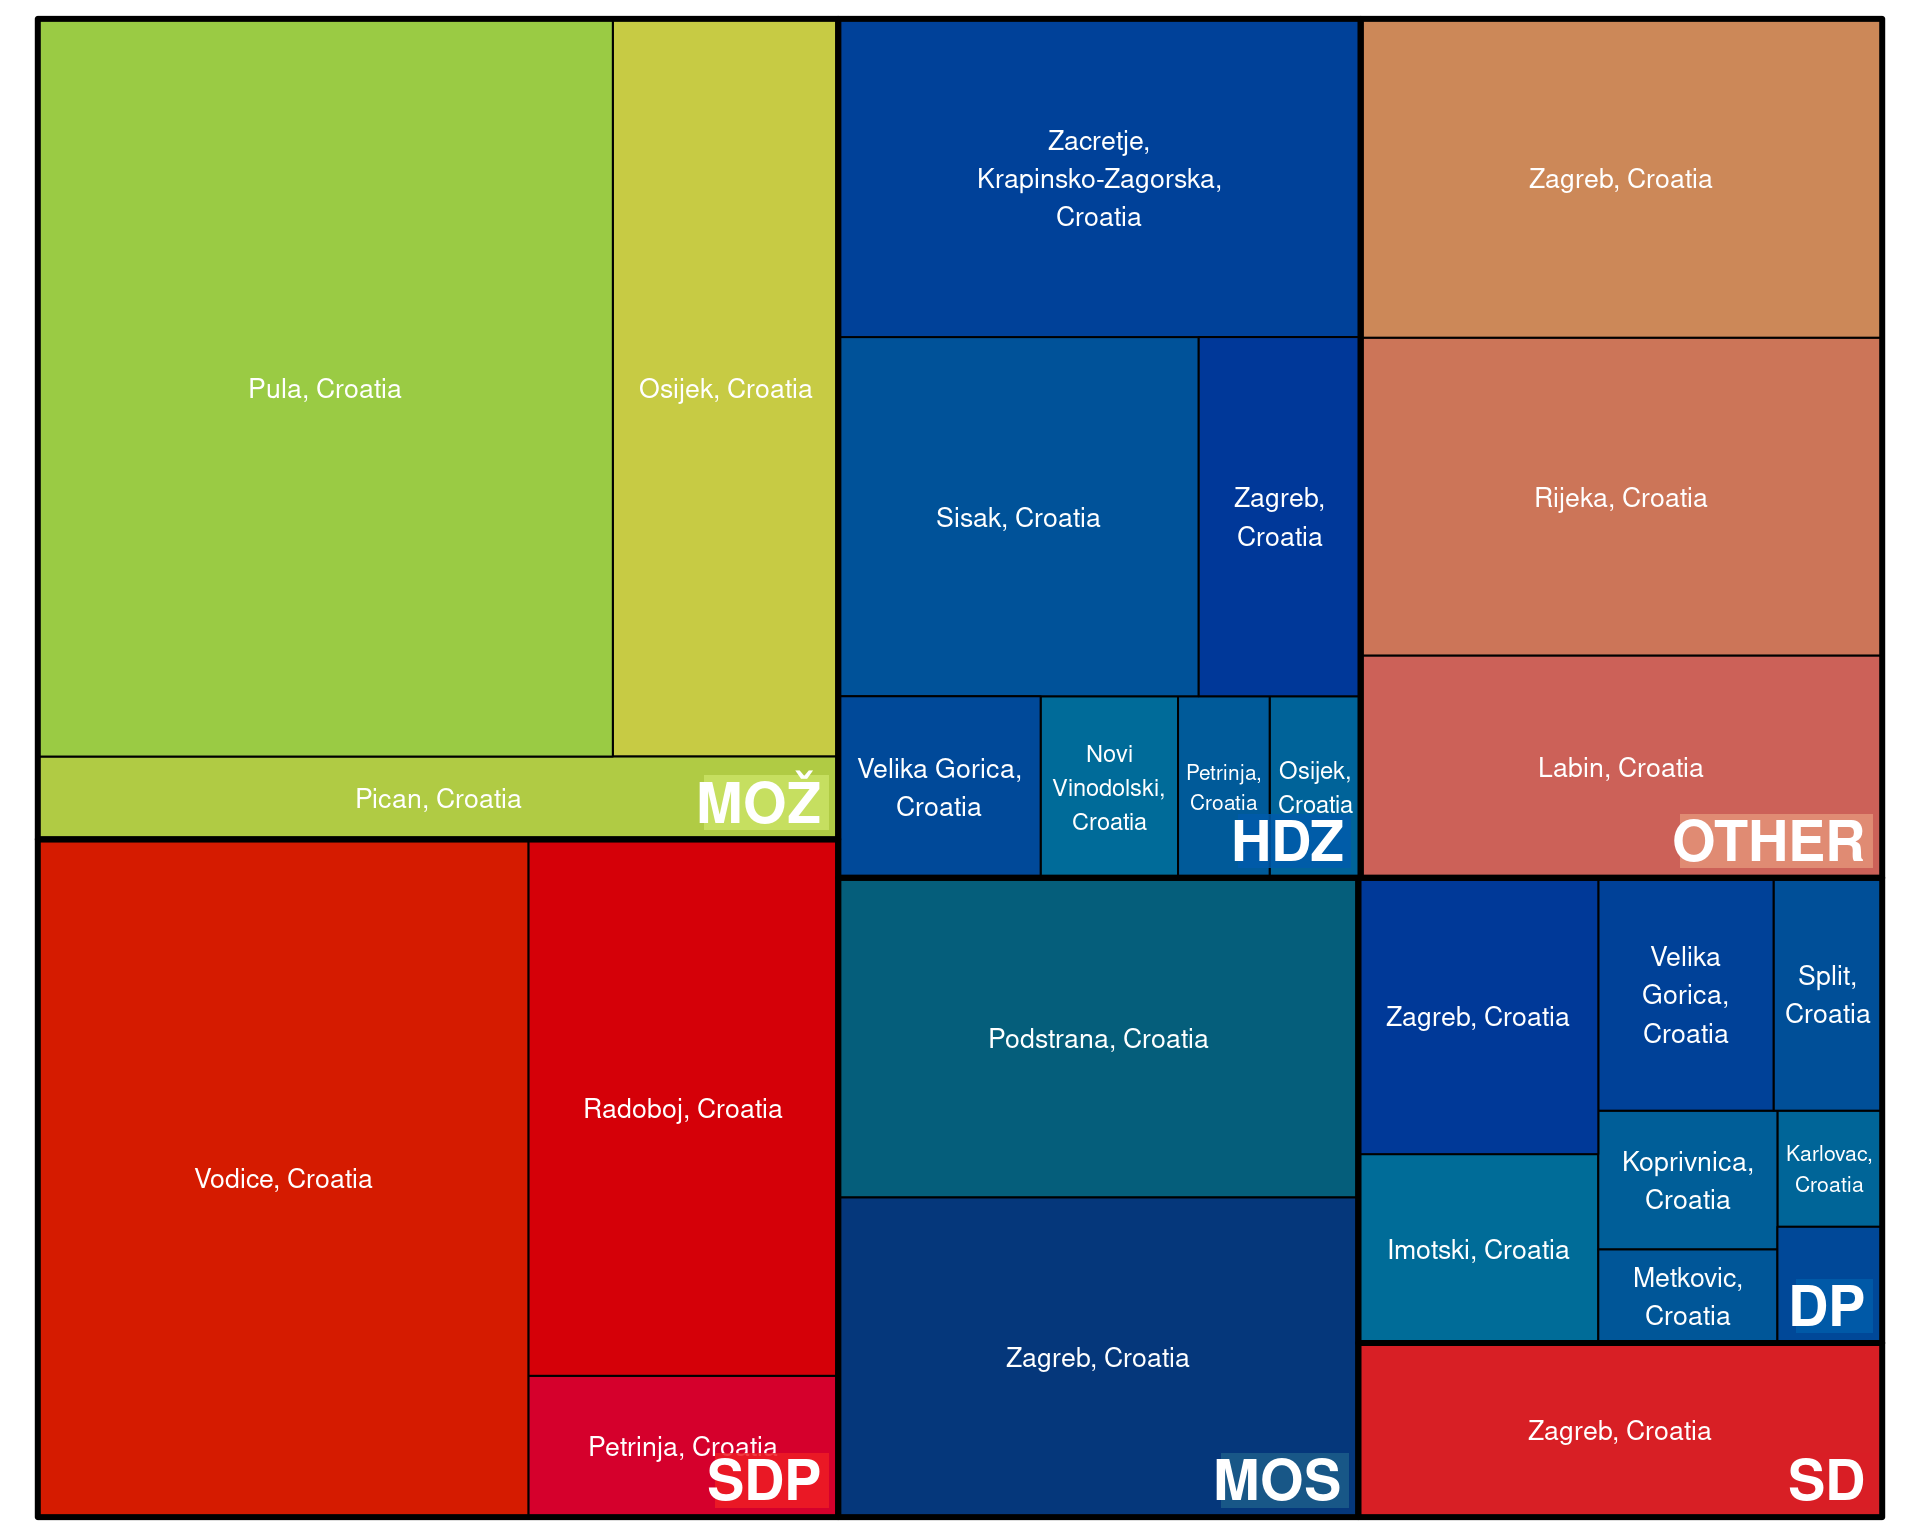 Pula, Croatia
Osijek, Croatia
Pican, Croatia
MOŽ
Zacretje,
Krapinsko-Zagorska,
Croatia
Sisak, Croatia
Zagreb,
Croatia
Velika Gorica,
Croatia
Novi
Vinodolski,
Croatia
Petrinja,
Croatia
Osijek,
Croatia
HDZ
Zagreb, Croatia
Rijeka, Croatia
Labin, Croatia
OTHER
Vodice, Croatia
Radoboj, Croatia
Petrinja, Croatia
SDP
Podstrana, Croatia
Zagreb, Croatia
MOS
Zagreb, Croatia
Velika
Gorica,
Croatia
Split,
Croatia
Imotski, Croatia
Koprivnica,
Croatia
Karlovac,
Croatia
Metkovic,
Croatia
DP
Zagreb, Croatia
SD